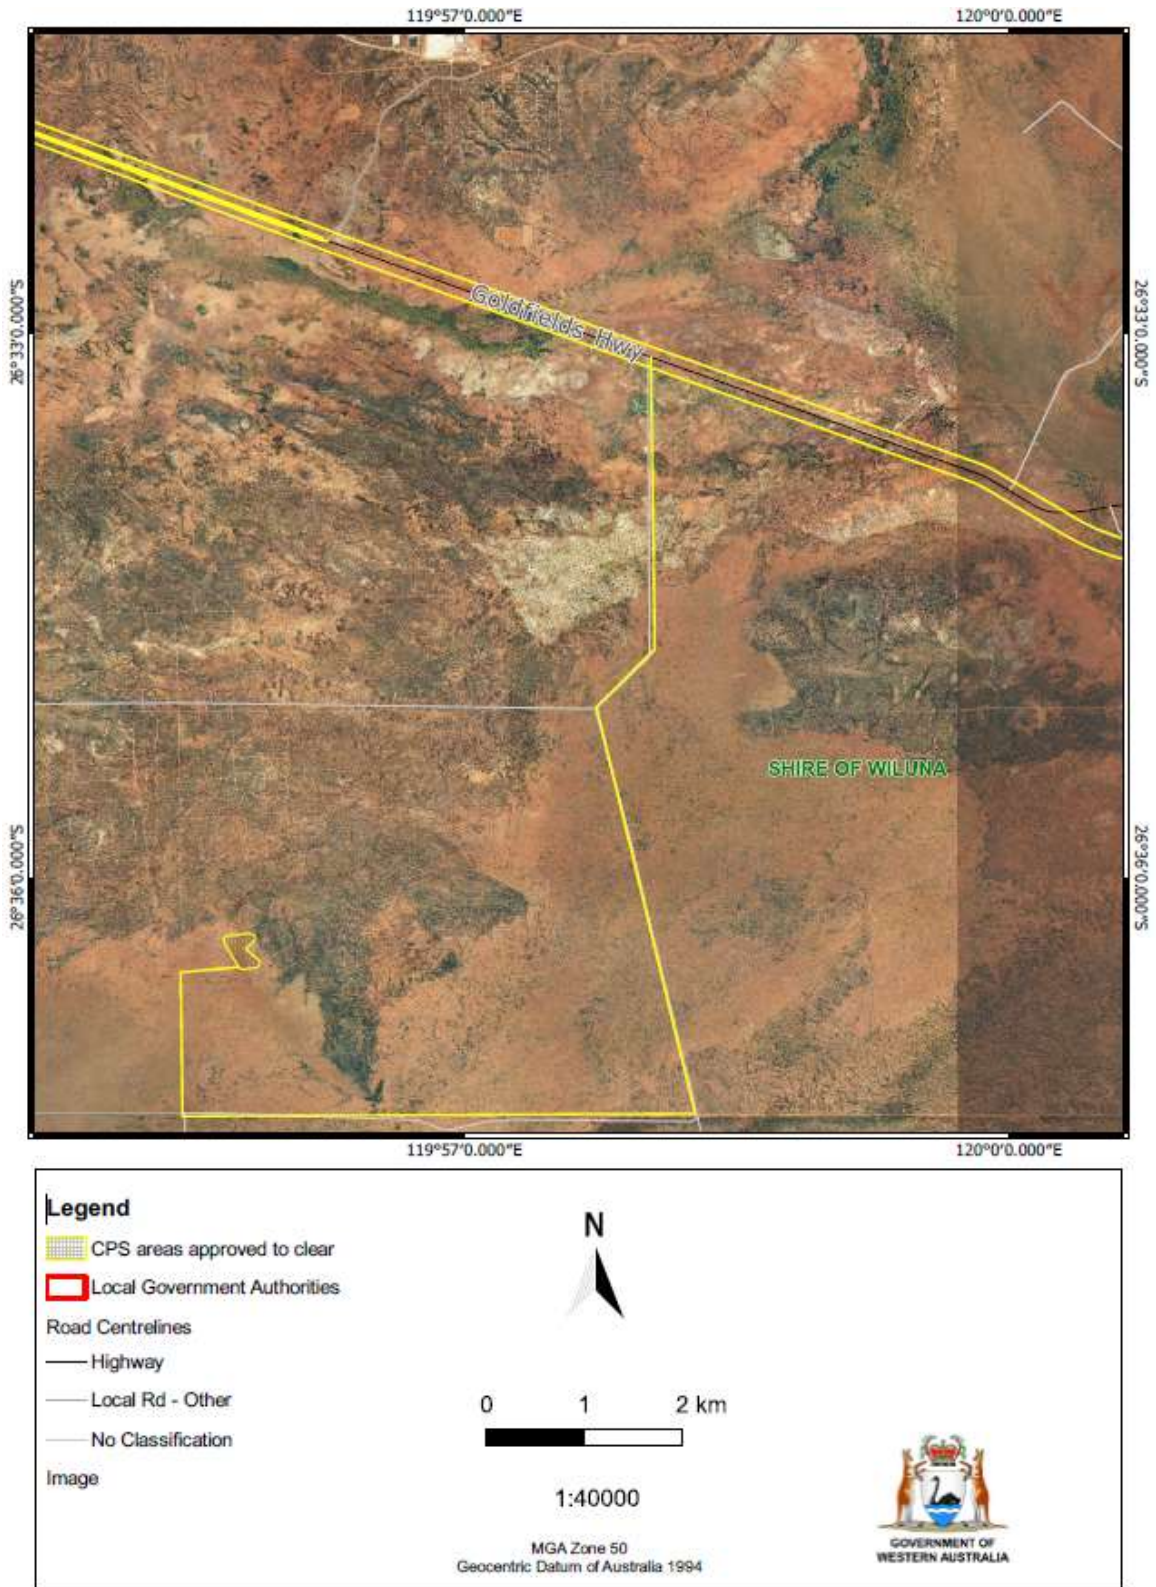 119°57'0.000"E
120°0'0.000"E
26°33'0.000"S
26°33'0.000"S
Goldfields Hwy
SHIRE OF WILUNA
26°36'0.000"S
26°36'0.000"S
119°57'0.000"E
120°0'0.000"E
Legend
CPS areas approved to clear
Local Government Authorities
Road Centrelines
Highway
Local Rd - Other
No Classification
Image
N
0 1 2 km
1:40000
MGA Zone 50
Geocentric Datum of Australia 1994
GOVERNMENT OF
WESTERN AUSTRALIA